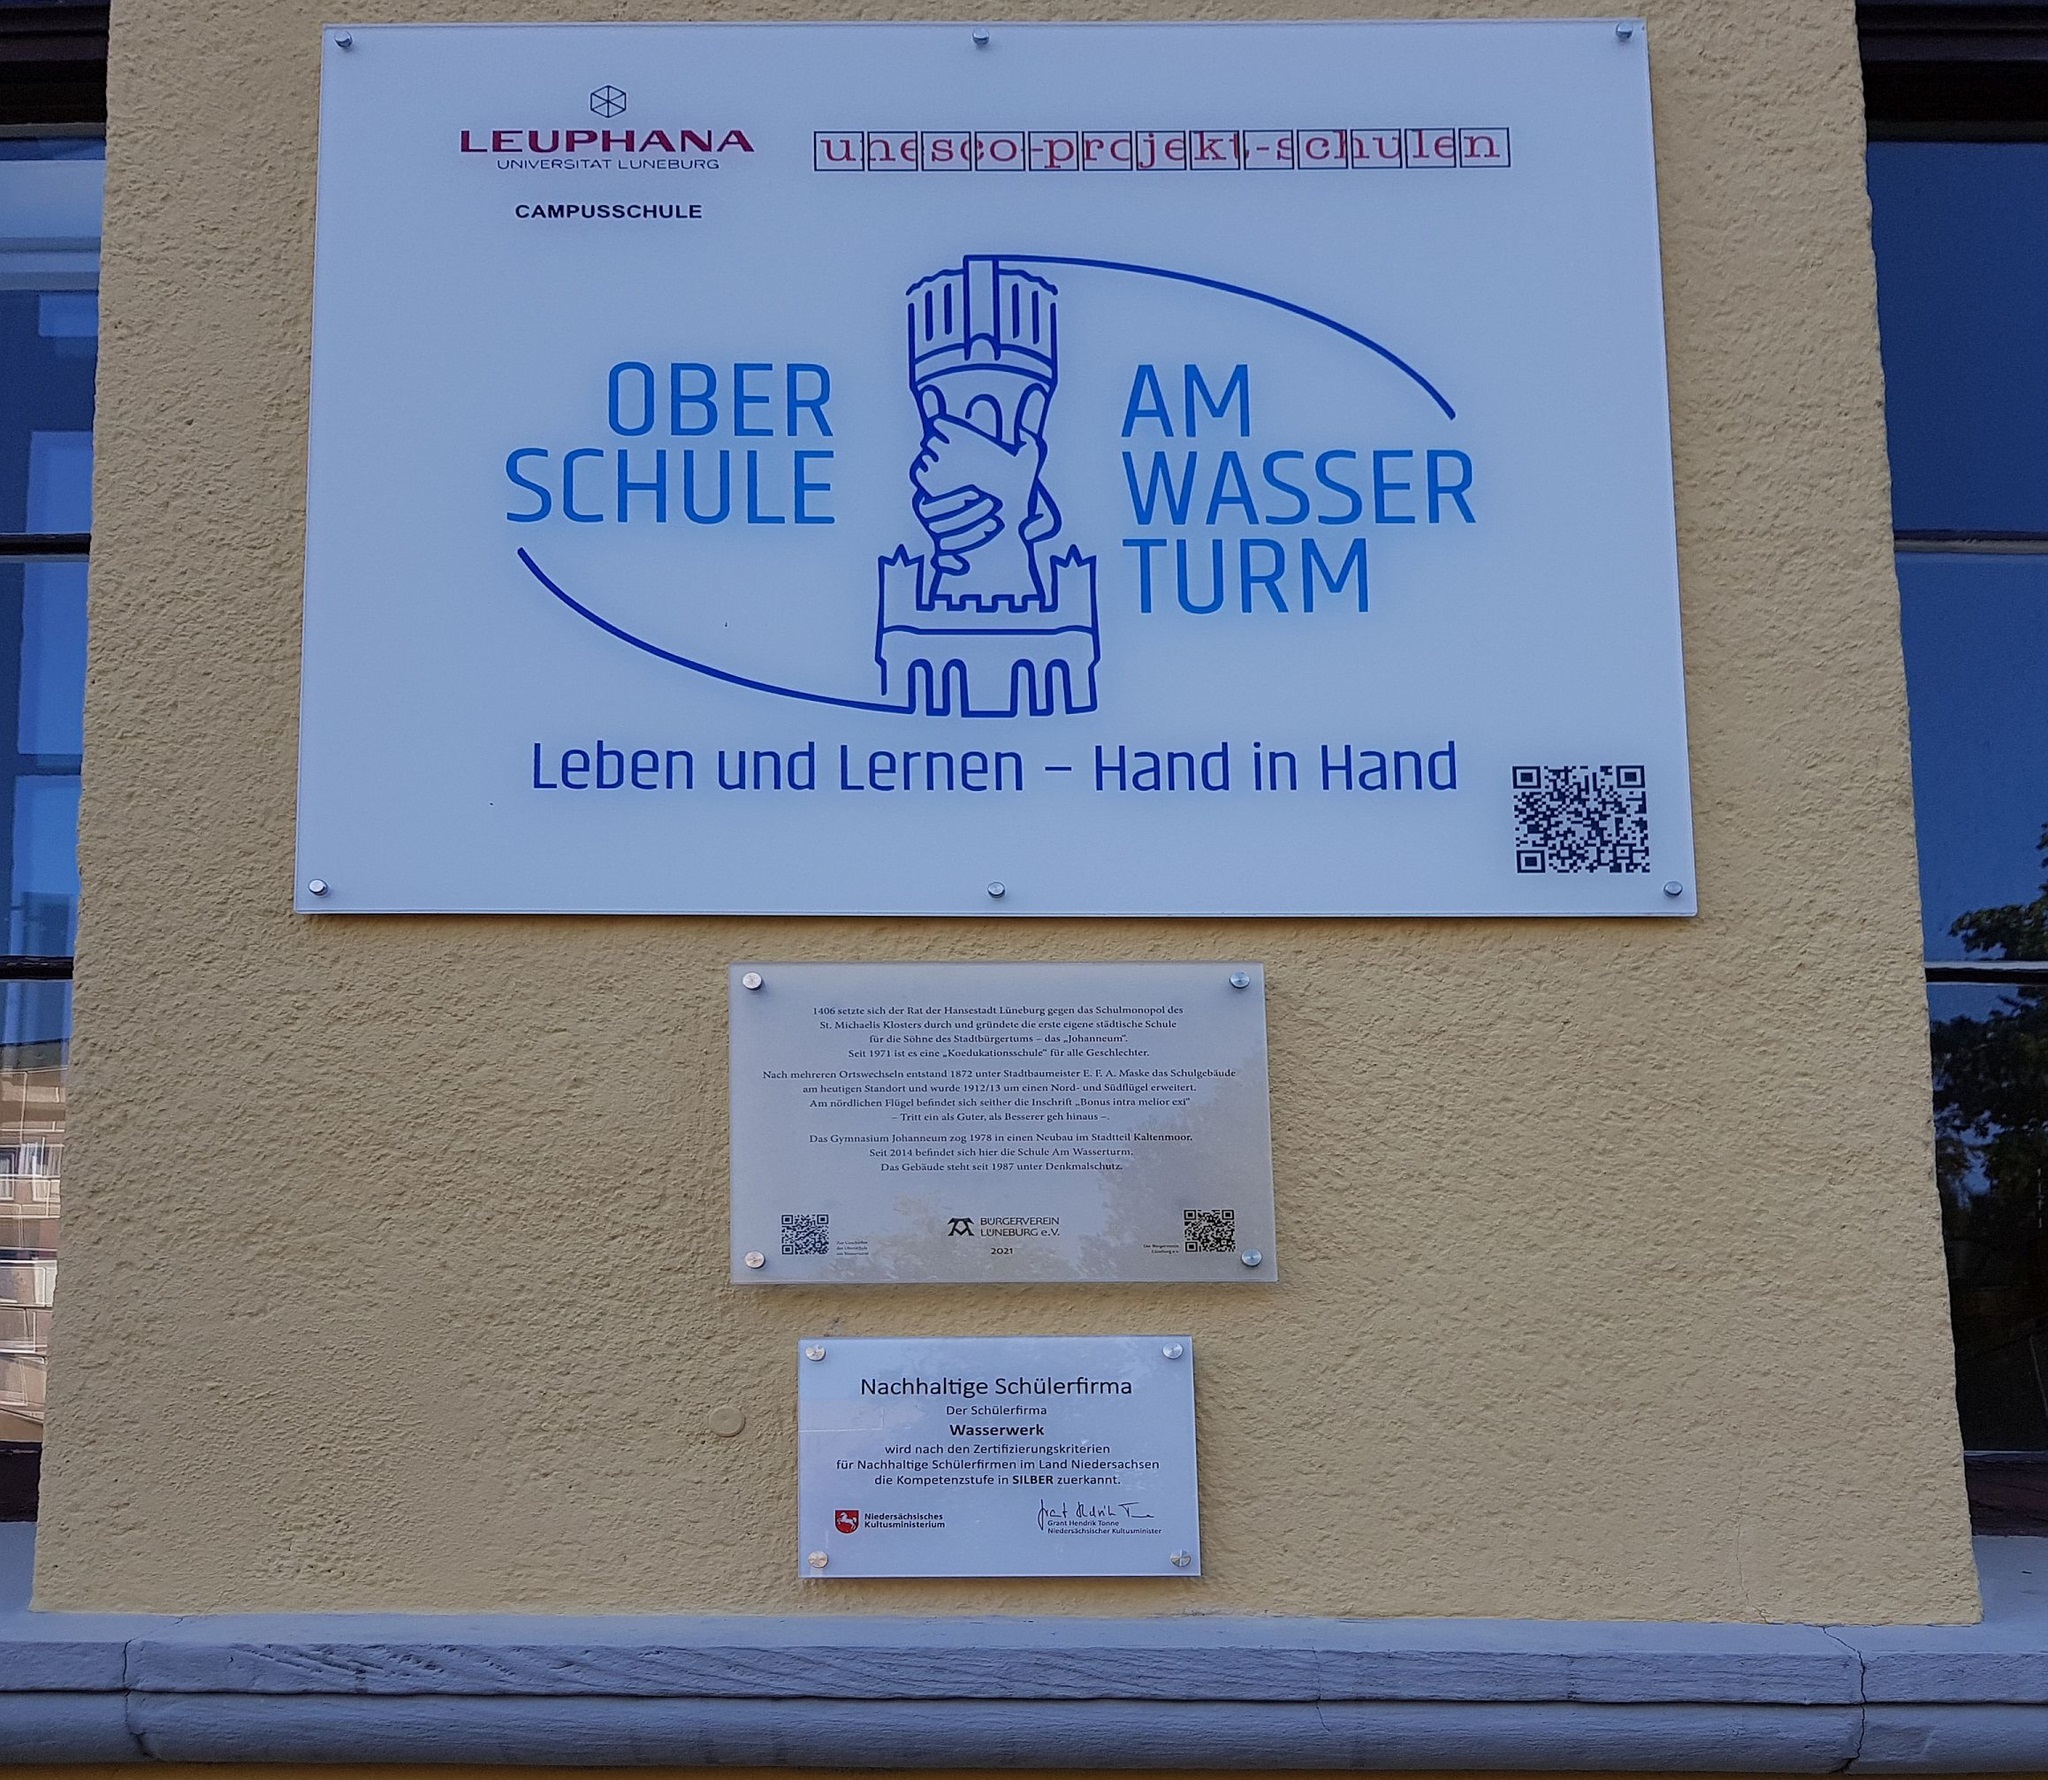 LEUPHANA
UNIVERSITÄT LÜNEBURG
CAMPUSSCHULE
unesco-projekt-schulen
OBER
SCHULE
AM
WASSER
TURM
Leben und Lernen – Hand in Hand
1406 setzte sich der Rat der Hansestadt Lüneburg gegen das Schulmonopol des
St. Michaelis Klosters durch und gründete die erste eigene städtische Schule
für die Söhne des Stadtbürgertums – das „Johanneum“.
Seit 1971 ist es eine „Koedukationsschule“ für alle Geschlechter.
Nach mehreren Ortswechseln entstand 1872 unter Stadtbaumeister E. F. A. Maske das Schulgebäude
am heutigen Standort und wurde 1912/13 um einen Nord- und Südflügel erweitert.
Am nördlichen Flügel befindet sich seither die Inschrift „Bonus intra melior exi“
– Tritt ein als Guter, als Besserer geh hinaus –.
Das Gymnasium Johanneum zog 1978 in einen Neubau im Stadtteil Kaltenmoor.
Seit 2014 befindet sich hier die Schule Am Wasserturm.
Das Gebäude steht seit 1987 unter Denkmalschutz.
BÜRGERVEREIN
LÜNEBURG e.V.
2021
Nachhaltige Schülerfirma
Der Schülerfirma
Wasserwerk
wird nach den Zertifizierungskriterien
für Nachhaltige Schülerfirmen im Land Niedersachsen
die Kompetenzstufe in SILBER zuerkannt.
Niedersächsisches
Kultusministerium
Grant Hendrik Tonne
Niedersächsischer Kultusminister